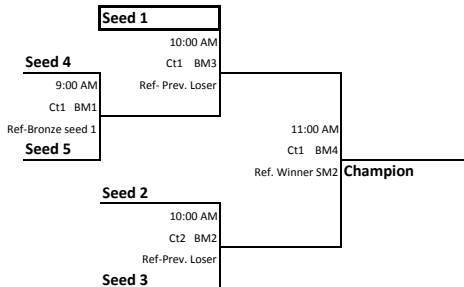 Seed 1
10:00 AM
Ct1 BM3
Ref- Prev. Loser
Seed 4
9:00 AM
Ct1 BM1
Ref-Bronze seed 1
Seed 5
11:00 AM
Ct1 BM4
Ref. Winner SM2
Champion
Seed 2
10:00 AM
Ct2 BM2
Ref-Prev. Loser
Seed 3